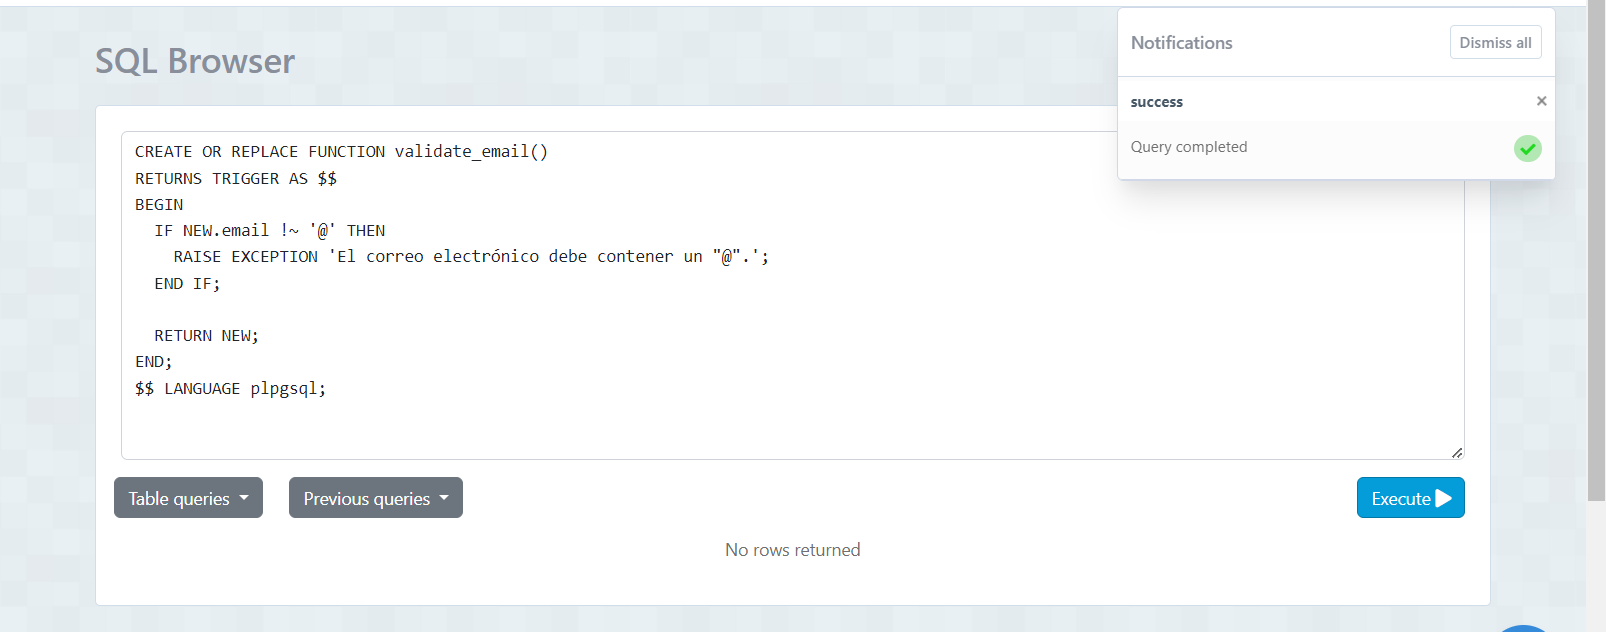 SQL Browser
Notifications
Dismiss all
success
Query completed
CREATE OR REPLACE FUNCTION validate_email()
RETURNS TRIGGER AS $$
BEGIN
  IF NEW.email !~ '@' THEN
    RAISE EXCEPTION 'El correo electrónico debe contener un "@".';
  END IF;
  RETURN NEW;
END;
$$ LANGUAGE plpgsql;
Table queries
Previous queries
Execute
No rows returned